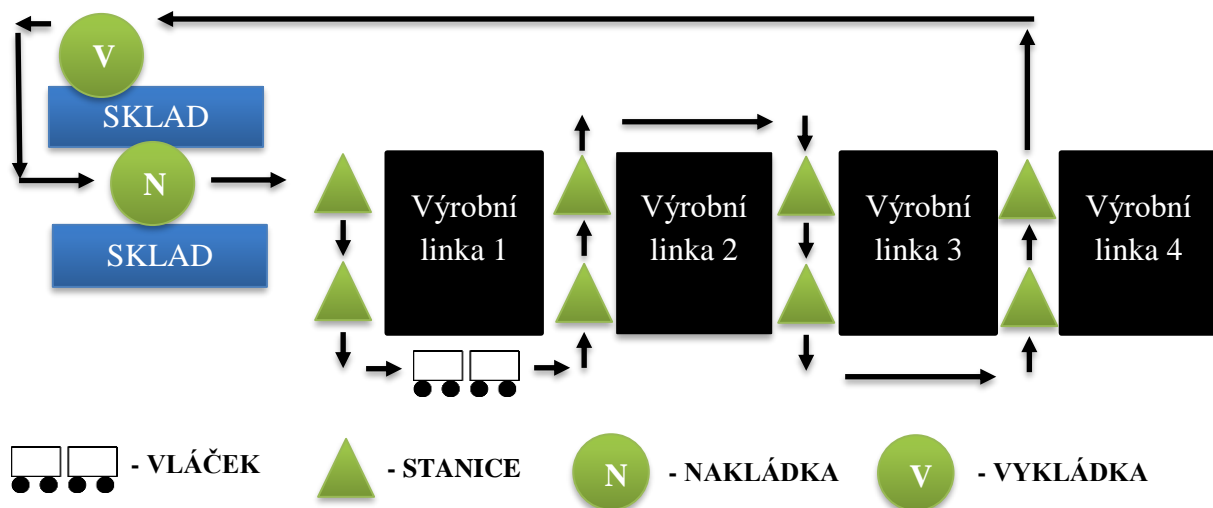 V
SKLAD
N
SKLAD
Výrobní
linka 1
Výrobní
linka 2
Výrobní
linka 3
Výrobní
linka 4
- VLÁČEK
- STANICE
N
- NAKLÁDKA
V
- VYKLÁDKA